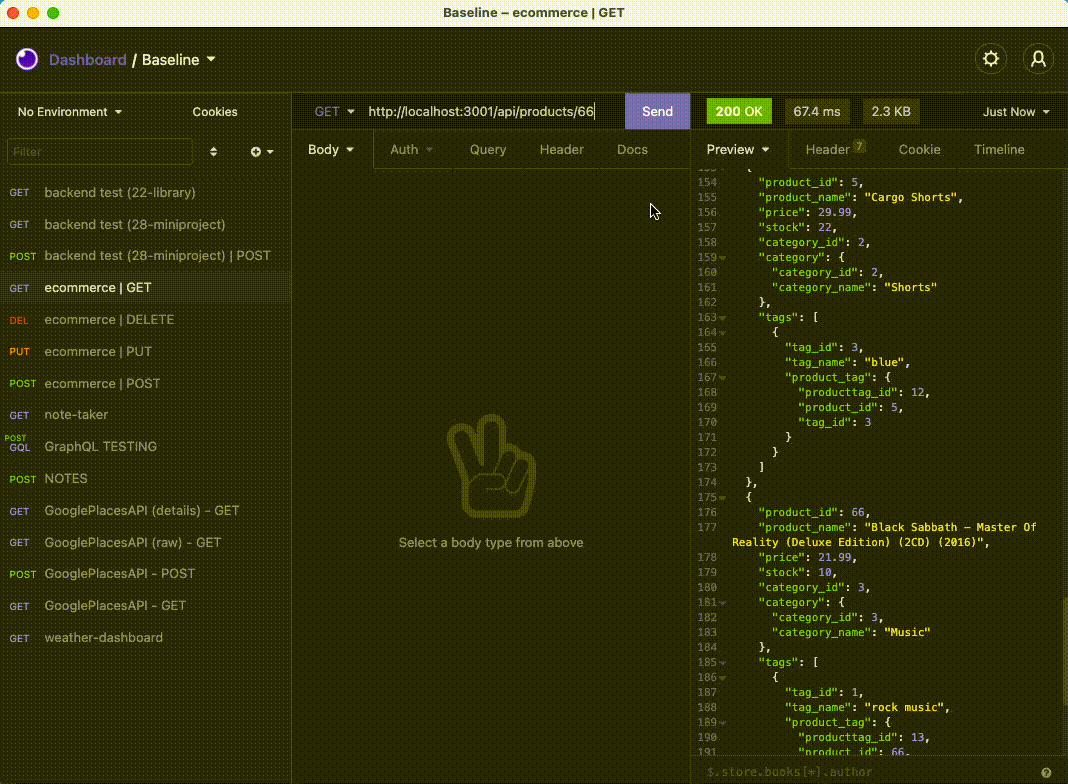 Baseline – ecommerce | GET
Dashboard / Baseline
No Environment
Cookies
GET http://localhost:3001/api/products/66 Send
200 OK 67.4 ms 2.3 KB Just Now
Filter
Body Auth Query Header Docs
Preview Header 7 Cookie Timeline
GET backend test (22-library)
GET backend test (28-miniproject)
POST backend test (28-miniproject) | POST
GET ecommerce | GET
DEL ecommerce | DELETE
PUT ecommerce | PUT
POST ecommerce | POST
GET note-taker
POST
GQL GraphQL TESTING
POST NOTES
GET GooglePlacesAPI (details) - GET
GET GooglePlacesAPI (raw) - GET
POST GooglePlacesAPI - POST
GET GooglePlacesAPI - GET
GET weather-dashboard
Select a body type from above
153 {
154 "product_id": 5,
155 "product_name": "Cargo Shorts",
156 "price": 29.99,
157 "stock": 22,
158 "category_id": 2,
159 "category": {
160 "category_id": 2,
161 "category_name": "Shorts"
162 },
163 "tags": [
164 {
165 "tag_id": 3,
166 "tag_name": "blue",
167 "product_tag": {
168 "producttag_id": 12,
169 "product_id": 5,
170 "tag_id": 3
171 }
172 }
173 ]
174 },
175 {
176 "product_id": 66,
177 "product_name": "Black Sabbath – Master Of
Reality (Deluxe Edition) (2CD) (2016)",
178 "price": 21.99,
179 "stock": 10,
180 "category_id": 3,
181 "category": {
182 "category_id": 3,
183 "category_name": "Music"
184 },
185 "tags": [
186 {
187 "tag_id": 1,
188 "tag_name": "rock music",
189 "product_tag": {
190 "producttag_id": 13,
191 "product_id": 66,
$.store.books[*].author